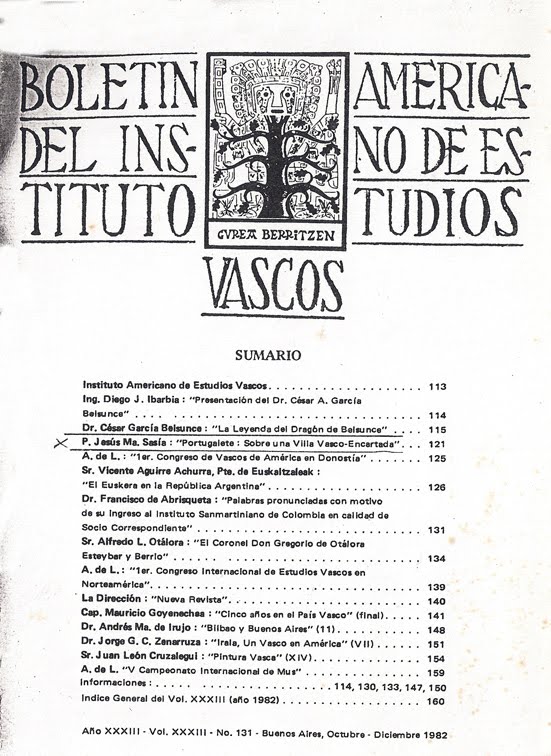 BOLETIN AMERICA-
DEL INS- NO DE ES-
TITUTO TUDIOS
GUREA BERRITZEN
VASCOS
SUMARIO
Instituto Americano de Estudios Vascos. . . . . . . . . . . . . . . . . . . . 113
Ing. Diego J. Ibarbia : "Presentación del Dr. César A. García
Belsunce" . . . . . . . . . . . . . . . . . . . . . . . . . . . . . . . . 114
Dr. César García Belsunce : "La Leyenda del Dragón de Belsunce" . . . . 115
P. Jesús Ma. Sasía : "Portugalete : Sobre una Villa Vasco-Encartada" . . . 121
A. de L. : "1er. Congreso de Vascos de América en Donostía" . . . . . . . 125
Sr. Vicente Aguirre Achurra, Pte. de Euskaltzaleak :
"El Euskera en la República Argentina" . . . . . . . . . . . . . . . . . . 126
Dr. Francisco de Abrisqueta : "Palabras pronunciadas con motivo
de su Ingreso al Instituto Sanmartiniano de Colombia en calidad de
Socio Correspondiente" . . . . . . . . . . . . . . . . . . . . . . . . . 131
Sr. Alfredo L. Otálora : "El Coronel Don Gregorio de Otálora
Esteybar y Berrio" . . . . . . . . . . . . . . . . . . . . . . . . . . . 134
A. de L. : "1er. Congreso Internacional de Estudios Vascos en
Norteamérica". . . . . . . . . . . . . . . . . . . . . . . . . . . . . . 139
La Dirección : "Nueva Revista". . . . . . . . . . . . . . . . . . . . . . 140
Cap. Mauricio Goyenechea : "Cinco años en el País Vasco" (final). . . . . 141
Dr. Andrés Ma. de Irujo : "Bilbao y Buenos Aires" (11). . . . . . . . . . 148
Dr. Jorge G. C. Zenarruza : "Irala, Un Vasco en América" (VII) . . . . . . 151
Sr. Juan León Cruzalegui : "Pintura Vasca" (XIV) . . . . . . . . . . . . . 154
A. de L. "V Campeonato Internacional de Mus" . . . . . . . . . . . . . . 159
Informaciones : . . . . . . . . . . . . . . . . . . 114, 130, 133, 147, 150
Indice General del Vol. XXXIII (año 1982) . . . . . . . . . . . . . . . . 160
Año XXXIII - Vol. XXXIII - No. 131 - Buenos Aires, Octubre - Diciembre 1982